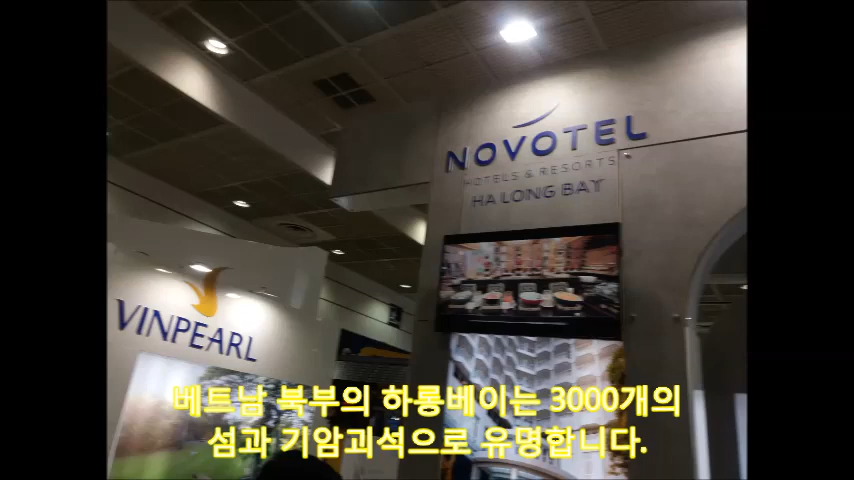 NOVOTEL
HOTELS & RESORTS
HA LONG BAY
VINPEARL
베트남 북부의 하롱베이는 3000개의
섬과 기암괴석으로 유명합니다.